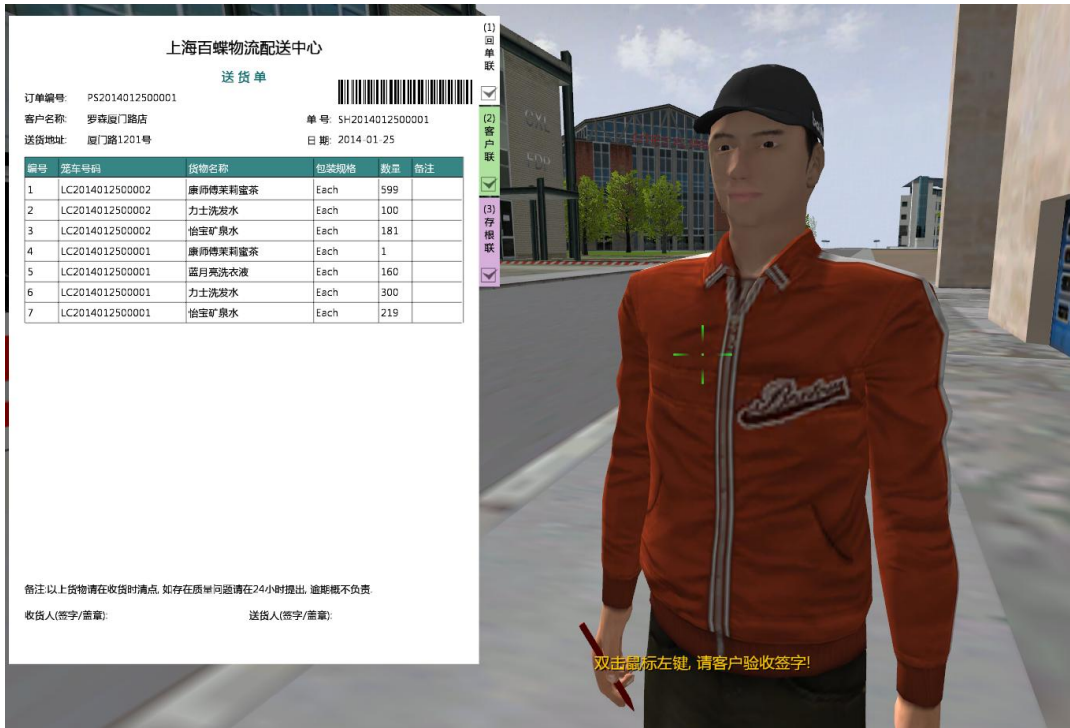 上海百蝶物流配送中心
送货单
订单编号: PS2014012500001
客户名称: 罗森厦门路店 单 号: SH2014012500001
送货地址: 厦门路1201号 日 期: 2014-01-25
编号 笼车号码 货物名称 包装规格 数量 备注
1 LC2014012500002 康师傅茉莉蜜茶 Each 599
2 LC2014012500002 力士洗发水 Each 100
3 LC2014012500002 怡宝矿泉水 Each 181
4 LC2014012500001 康师傅茉莉蜜茶 Each 1
5 LC2014012500001 蓝月亮洗衣液 Each 160
6 LC2014012500001 力士洗发水 Each 300
7 LC2014012500001 怡宝矿泉水 Each 219
备注:以上货物请在收货时清点, 如存在质量问题请在24小时提出, 逾期概不负责.
收货人(签字/盖章): 送货人(签字/盖章):
(1)回单联
(2)客户联
(3)存根联
双击鼠标左键, 请客户验收签字!